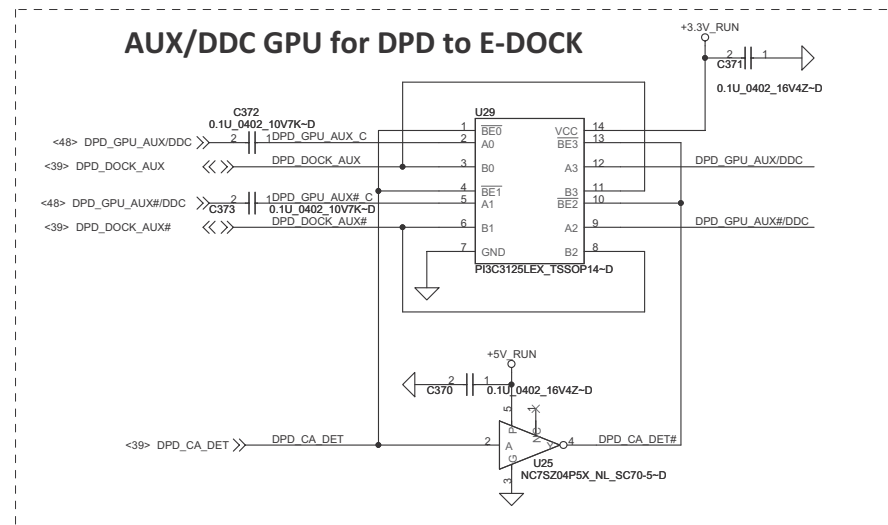 AUX/DDC GPU for DPD to E-DOCK
+3.3V_RUN
2 1
C371
0.1U_0402_16V4Z~D
C372
0.1U_0402_10V7K~D
U29
<48> DPD_GPU_AUX/DDC 2 1 DPD_GPU_AUX_C
<39> DPD_DOCK_AUX DPD_DOCK_AUX
<48> DPD_GPU_AUX#/DDC 2 1 DPD_GPU_AUX#_C
C373 0.1U_0402_10V7K~D
<39> DPD_DOCK_AUX# DPD_DOCK_AUX#
1 BE0 VCC 14
2 A0 BE3 13
3 B0 A3 12 DPD_GPU_AUX/DDC
4 BE1 B3 11
5 A1 BE2 10
6 B1 A2 9 DPD_GPU_AUX#/DDC
7 GND B2 8
PI3C3125LEX_TSSOP14~D
+5V_RUN
2 1
C370 0.1U_0402_16V4Z~D
5 P NC 1
<39> DPD_CA_DET DPD_CA_DET 2 A Y 4 DPD_CA_DET#
G 3
U25
NC7SZ04P5X_NL_SC70-5~D